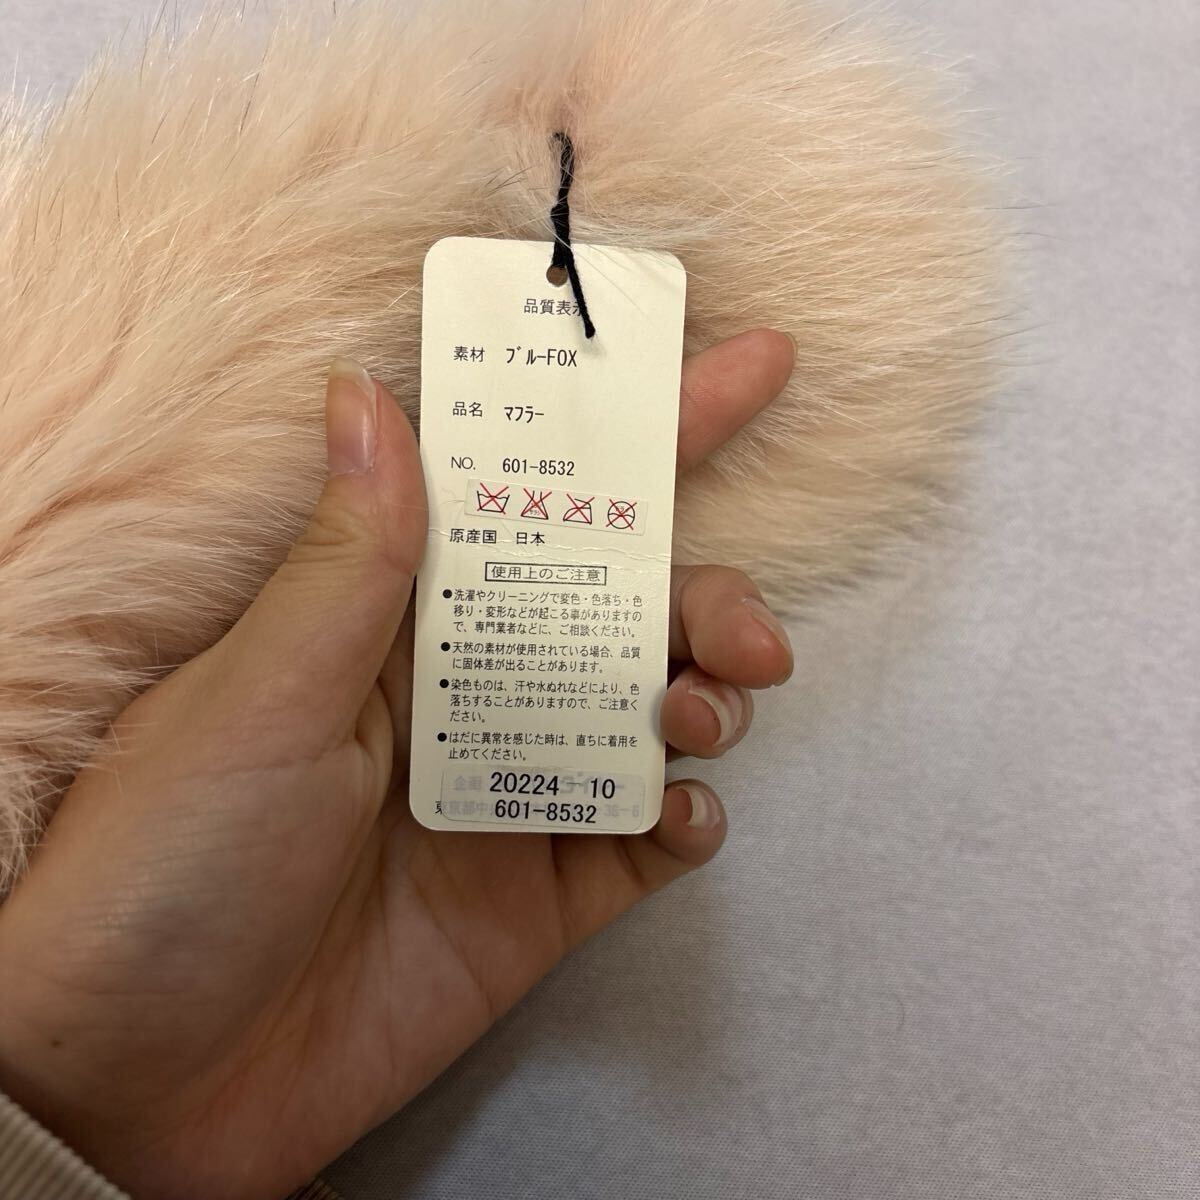 品質表示
素材 ブルーFOX
品名 マフラー
NO. 601-8532
原産国 日本
使用上のご注意
●洗濯やクリーニングで変色・色落ち・色
移り・変形などが起こる事がありますの
で、専門業者などに、ご相談ください。
●天然の素材が使用されている場合、品質
に固体差が出ることがあります。
●染色ものは、汗や水ぬれなどにより、色
落ちすることがありますので、ご注意く
ださい。
●はだに異常を感じた時は、直ちに着用を
止めてください。
企画
20224-10
東京都中
36-6
601-8532